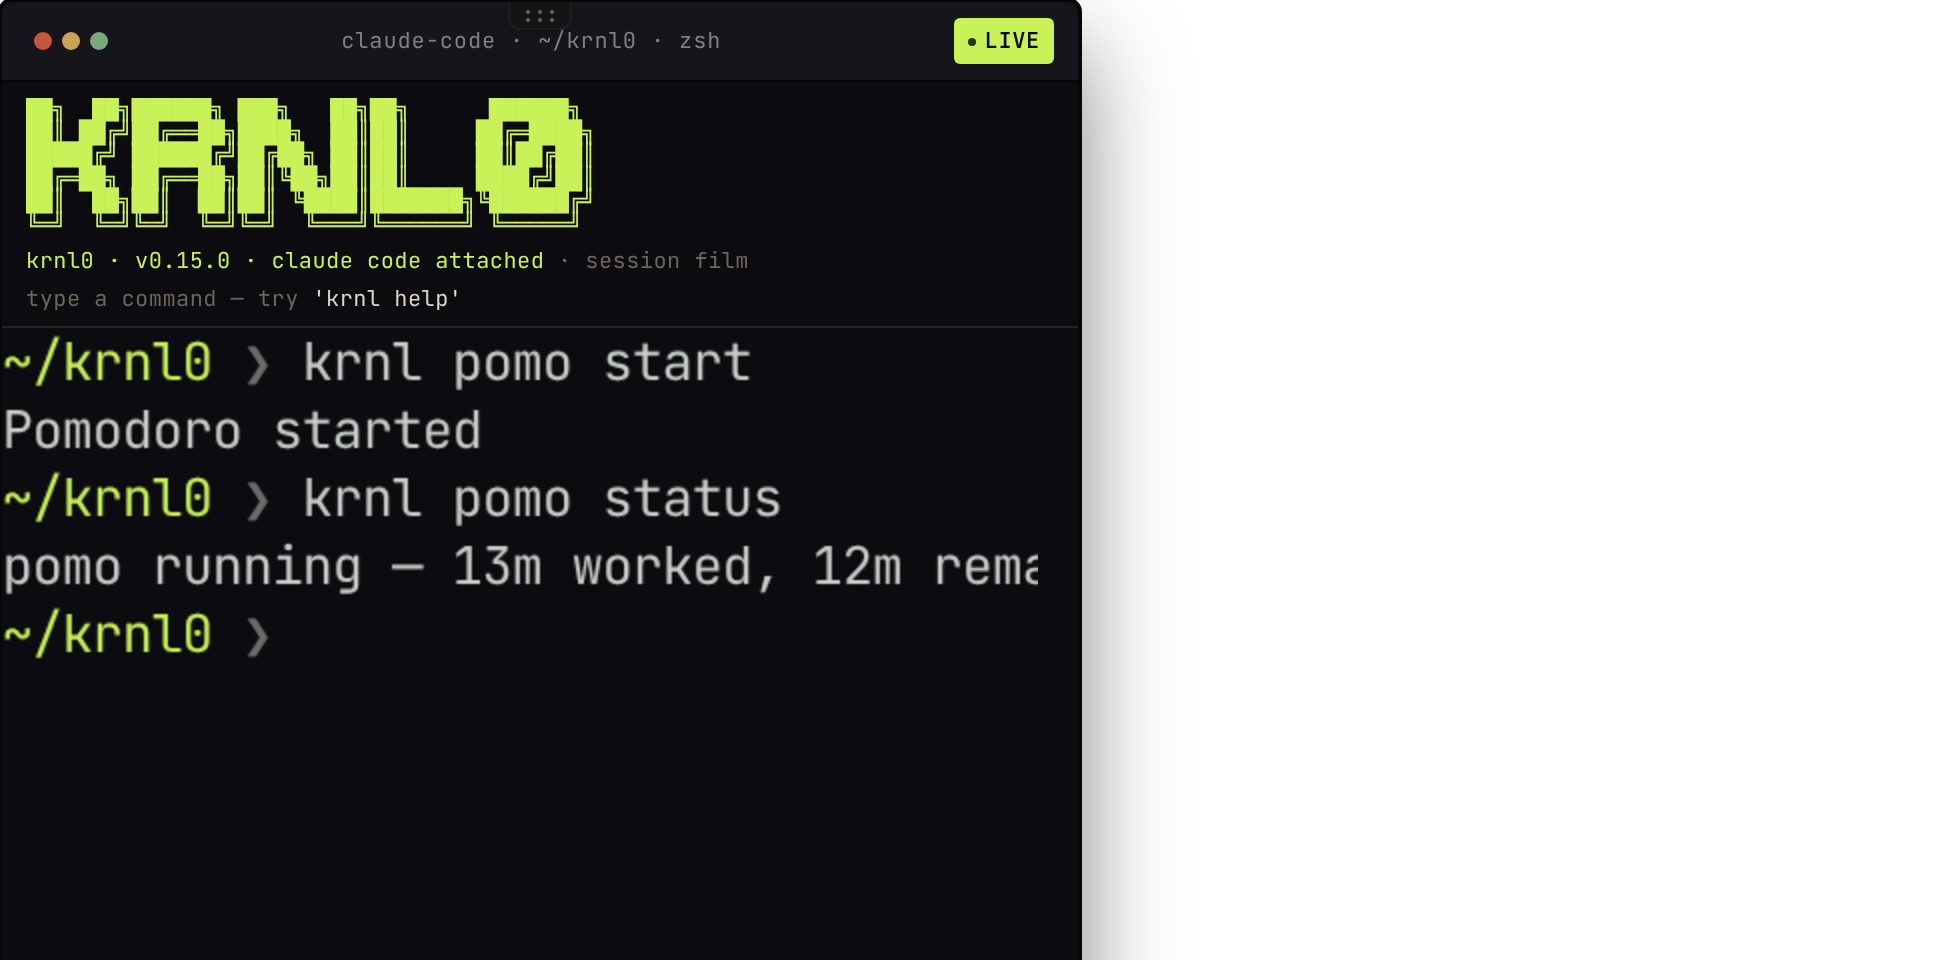 claude-code · ~/krnl0 · zsh
• LIVE
KRNL0
krnl0 · v0.15.0 · claude code attached · session film
type a command — try 'krnl help'
~/krnl0 ❯ krnl pomo start
Pomodoro started
~/krnl0 ❯ krnl pomo status
pomo running — 13m worked, 12m rema
~/krnl0 ❯